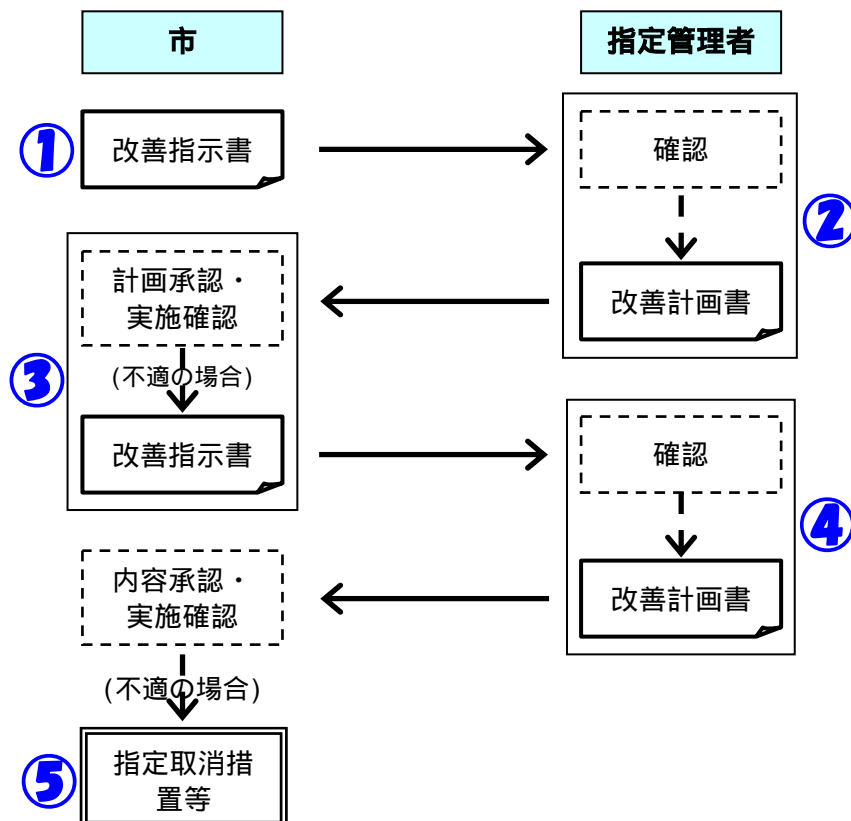 市
指定管理者
①
改善指示書
確認
②
改善計画書
計画承認・
実施確認
③
(不適の場合)
改善指示書
確認
④
改善計画書
内容承認・
実施確認
(不適の場合)
⑤
指定取消措
置等